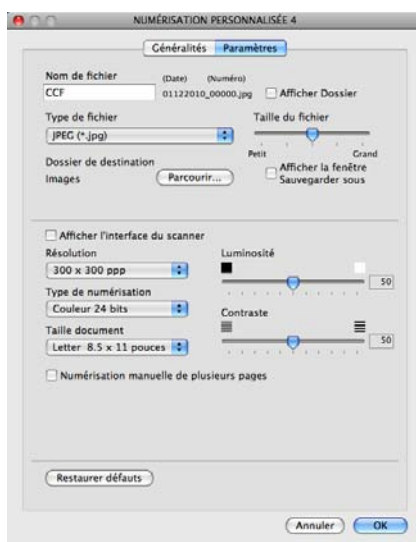 NUMÉRISATION PERSONNALISÉE 4
Généralités Paramètres
Nom de fichier (Date) (Numéro)
CCF 01122010_00000.jpg Afficher Dossier
Type de fichier Taille du fichier
JPEG (*.jpg)
Petit Grand
Dossier de destination Afficher la fenêtre
Images Parcourir... Sauvegarder sous
Afficher l'interface du scanner
Résolution Luminosité
300 x 300 ppp 50
Type de numérisation
Couleur 24 bits Contraste
Taille document 50
Letter 8.5 x 11 pouces
Numérisation manuelle de plusieurs pages
Restaurer défauts
Annuler OK